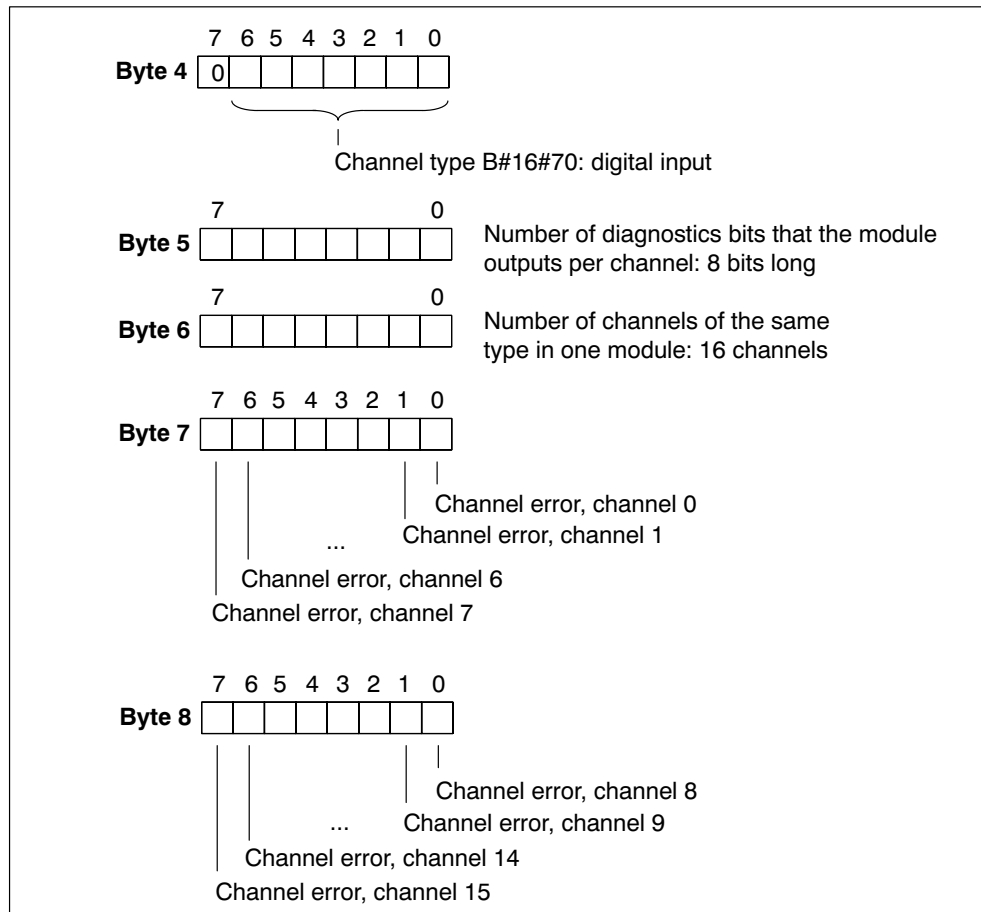 7 6 5 4 3 2 1 0
Byte 4 0
Channel type B#16#70: digital input
7 0
Byte 5
Number of diagnostics bits that the module
outputs per channel: 8 bits long
7 0
Byte 6
Number of channels of the same
type in one module: 16 channels
7 6 5 4 3 2 1 0
Byte 7
Channel error, channel 0
Channel error, channel 1
...
Channel error, channel 6
Channel error, channel 7
7 6 5 4 3 2 1 0
Byte 8
Channel error, channel 8
... Channel error, channel 9
Channel error, channel 14
Channel error, channel 15